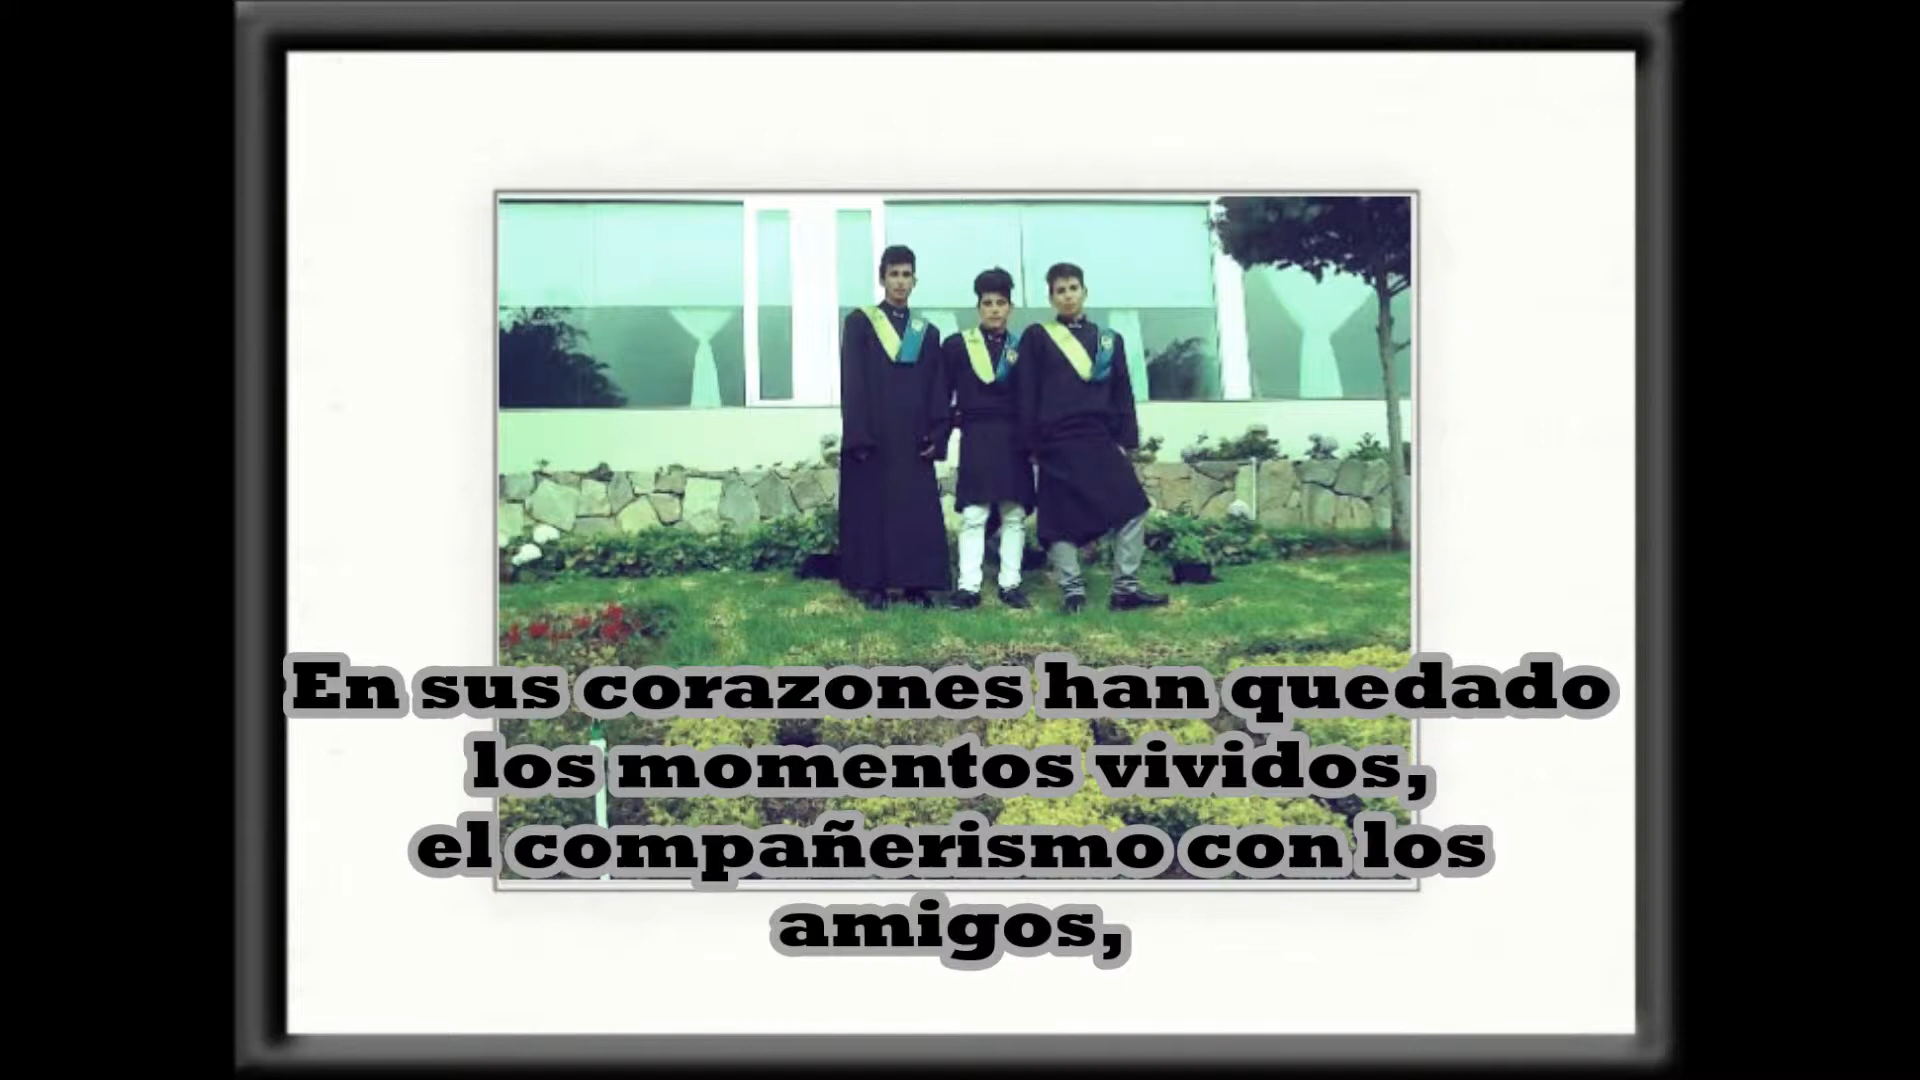 En sus corazones han quedado
los momentos vividos,
el compañerismo con los
amigos,